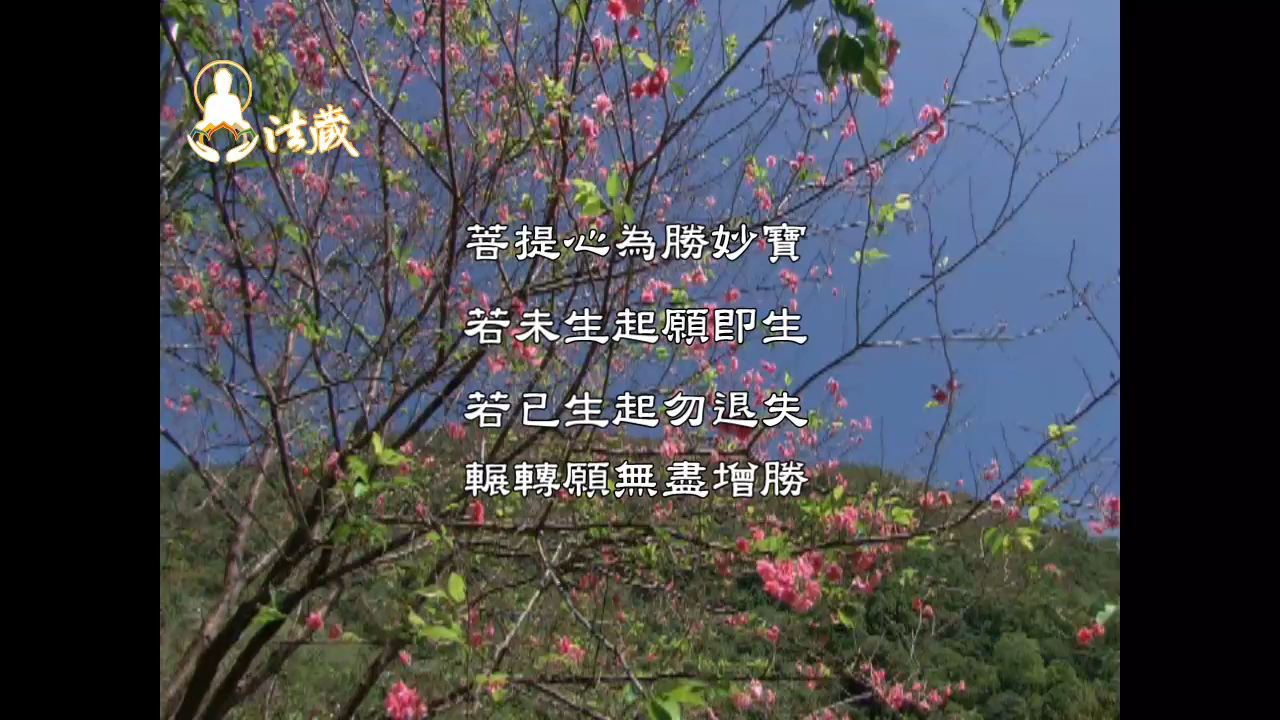 法藏
菩提心為勝妙寶
若未生起願即生
若已生起勿退失
輾轉願無盡增勝